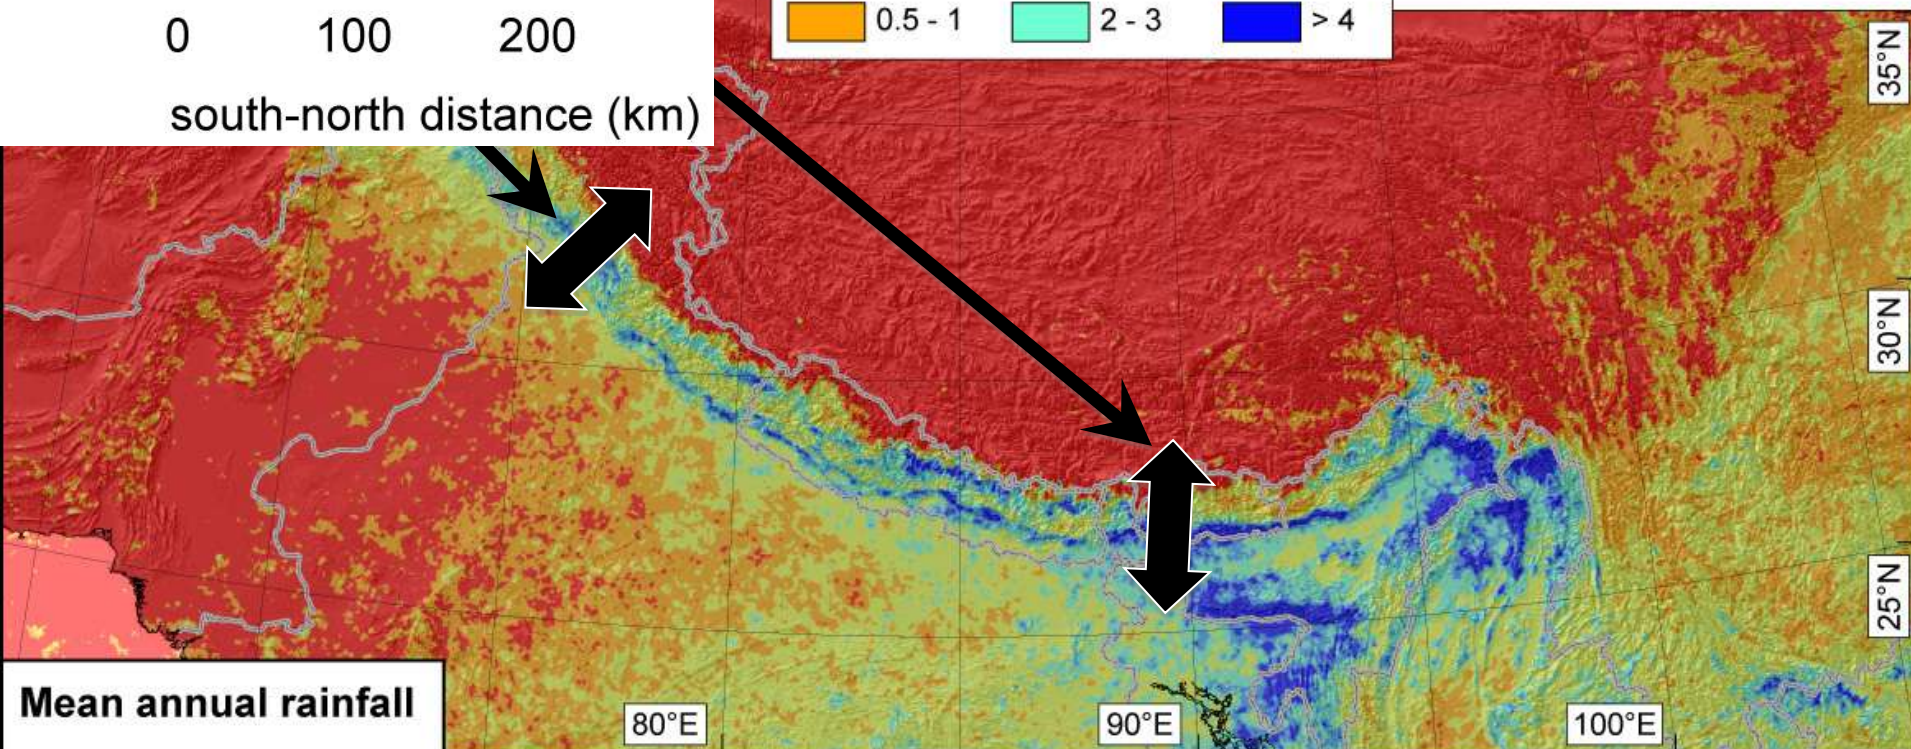 0 100 200
south-north distance (km)
0.5 - 1 2 - 3 > 4
35°N
30°N
25°N
Mean annual rainfall
80°E 90°E 100°E